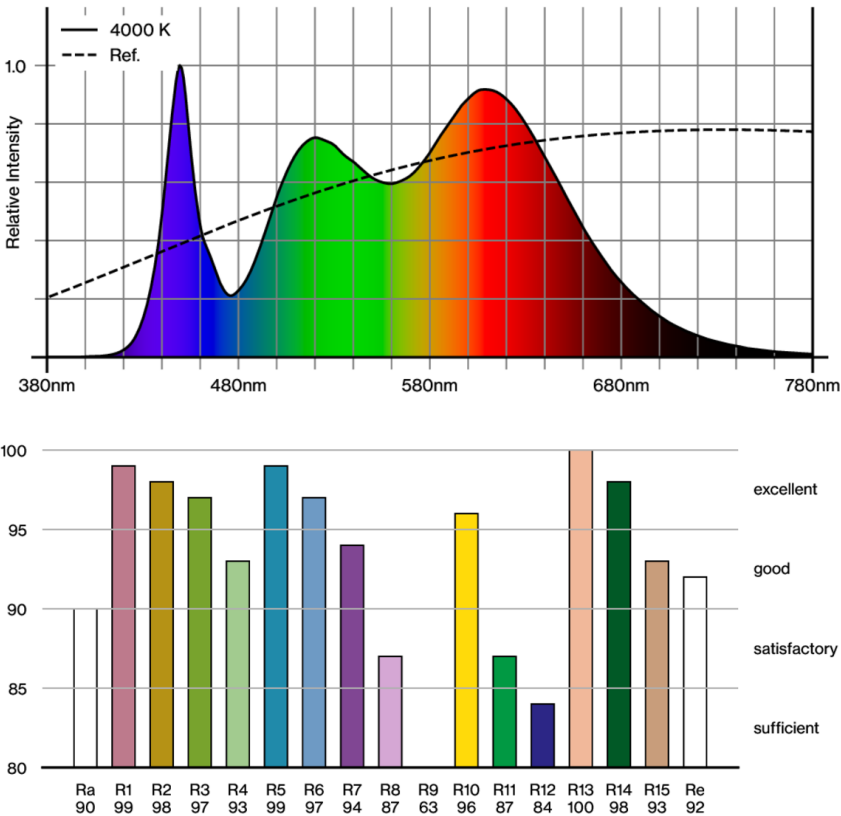 4000 K
Ref.
1.0
Relative Intensity
380nm 480nm 580nm 680nm 780nm
100
excellent
95
good
90
satisfactory
85
sufficient
80
Ra R1 R2 R3 R4 R5 R6 R7 R8 R9 R10 R11 R12 R13 R14 R15 Re
90 99 98 97 93 99 97 94 87 63 96 87 84 100 98 93 92